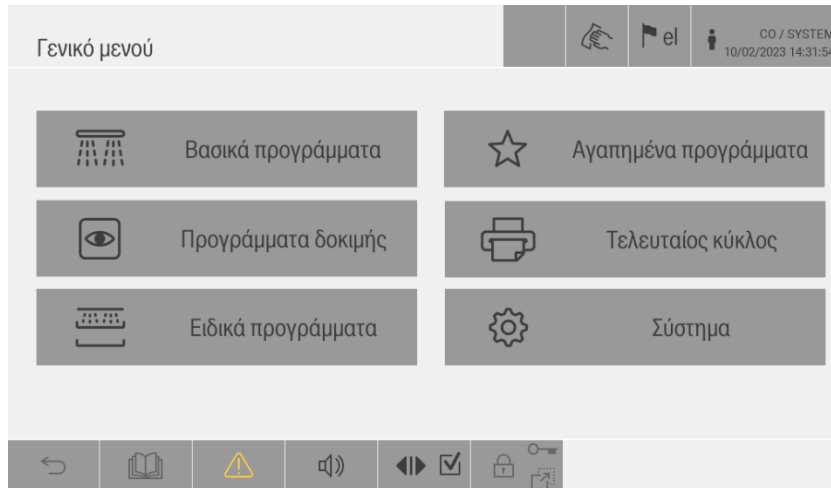 Γενικό μενού
el
CO / SYSTEM
10/02/2023 14:31:54
Βασικά προγράμματα
Αγαπημένα προγράμματα
Προγράμματα δοκιμής
Τελευταίος κύκλος
Ειδικά προγράμματα
Σύστημα